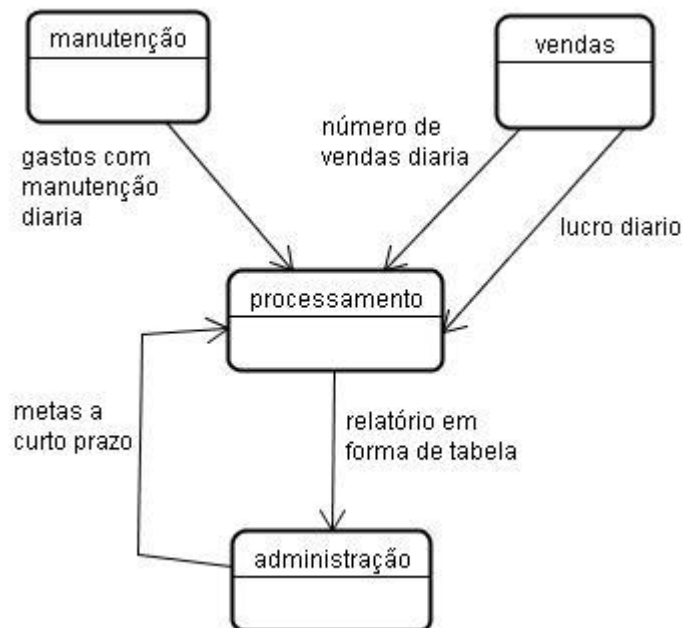 manutenção
vendas
gastos com
manutenção
diaria
número de
vendas diaria
lucro diario
processamento
metas a
curto prazo
relatório em
forma de tabela
administração